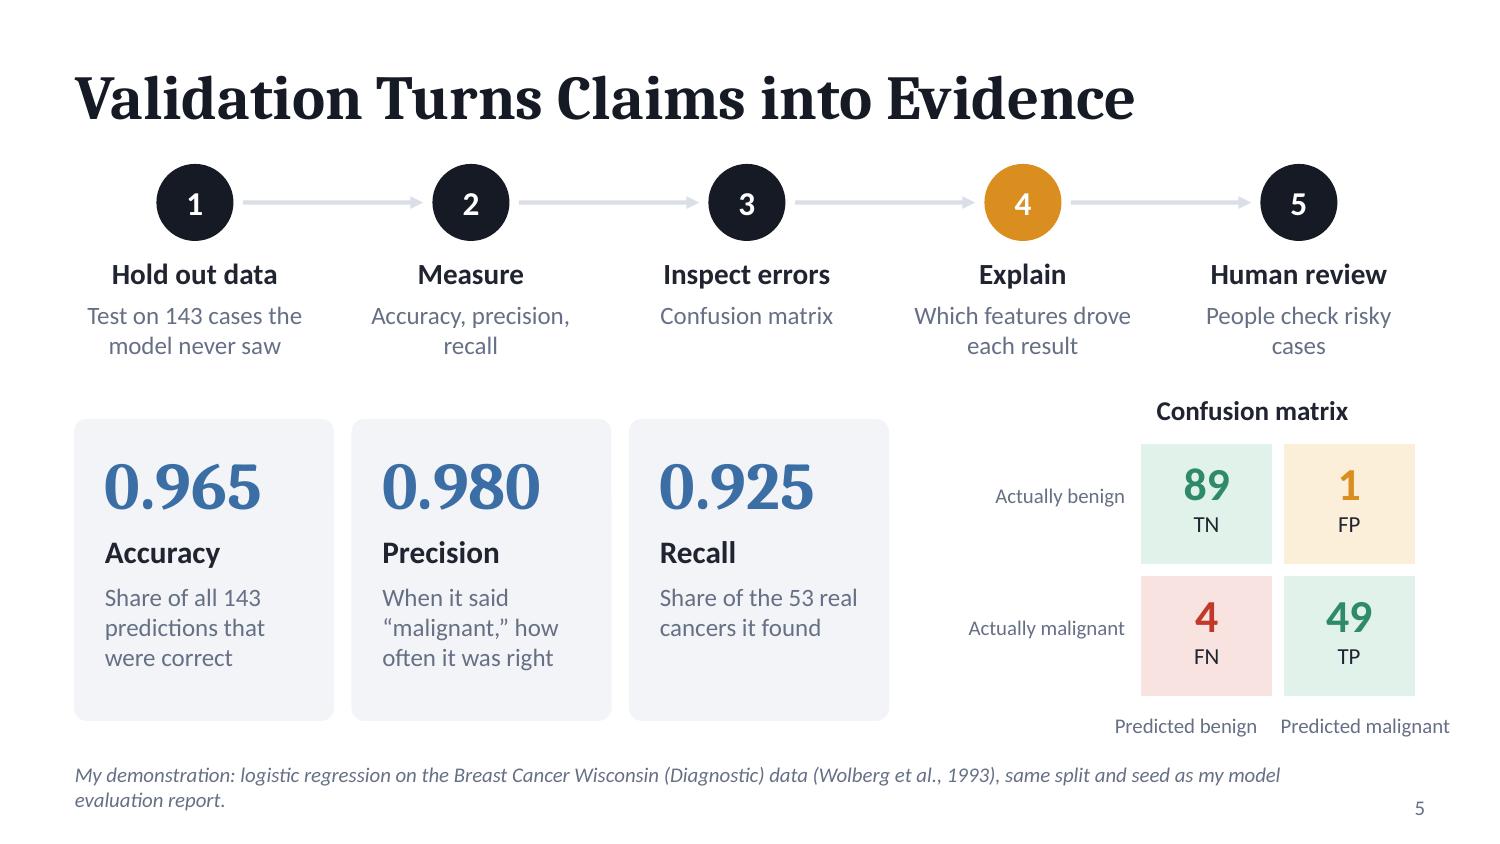 Validation Turns Claims into Evidence
1
2
3
4
5
Hold out data
Test on 143 cases the
model never saw
Measure
Accuracy, precision,
recall
Inspect errors
Confusion matrix
Explain
Which features drove
each result
Human review
People check risky
cases
0.965
Accuracy
Share of all 143
predictions that
were correct
0.980
Precision
When it said
“malignant,” how
often it was right
0.925
Recall
Share of the 53 real
cancers it found
Confusion matrix
Actually benign
89
TN
1
FP
Actually malignant
4
FN
49
TP
Predicted benign
Predicted malignant
My demonstration: logistic regression on the Breast Cancer Wisconsin (Diagnostic) data (Wolberg et al., 1993), same split and seed as my model
evaluation report.
5